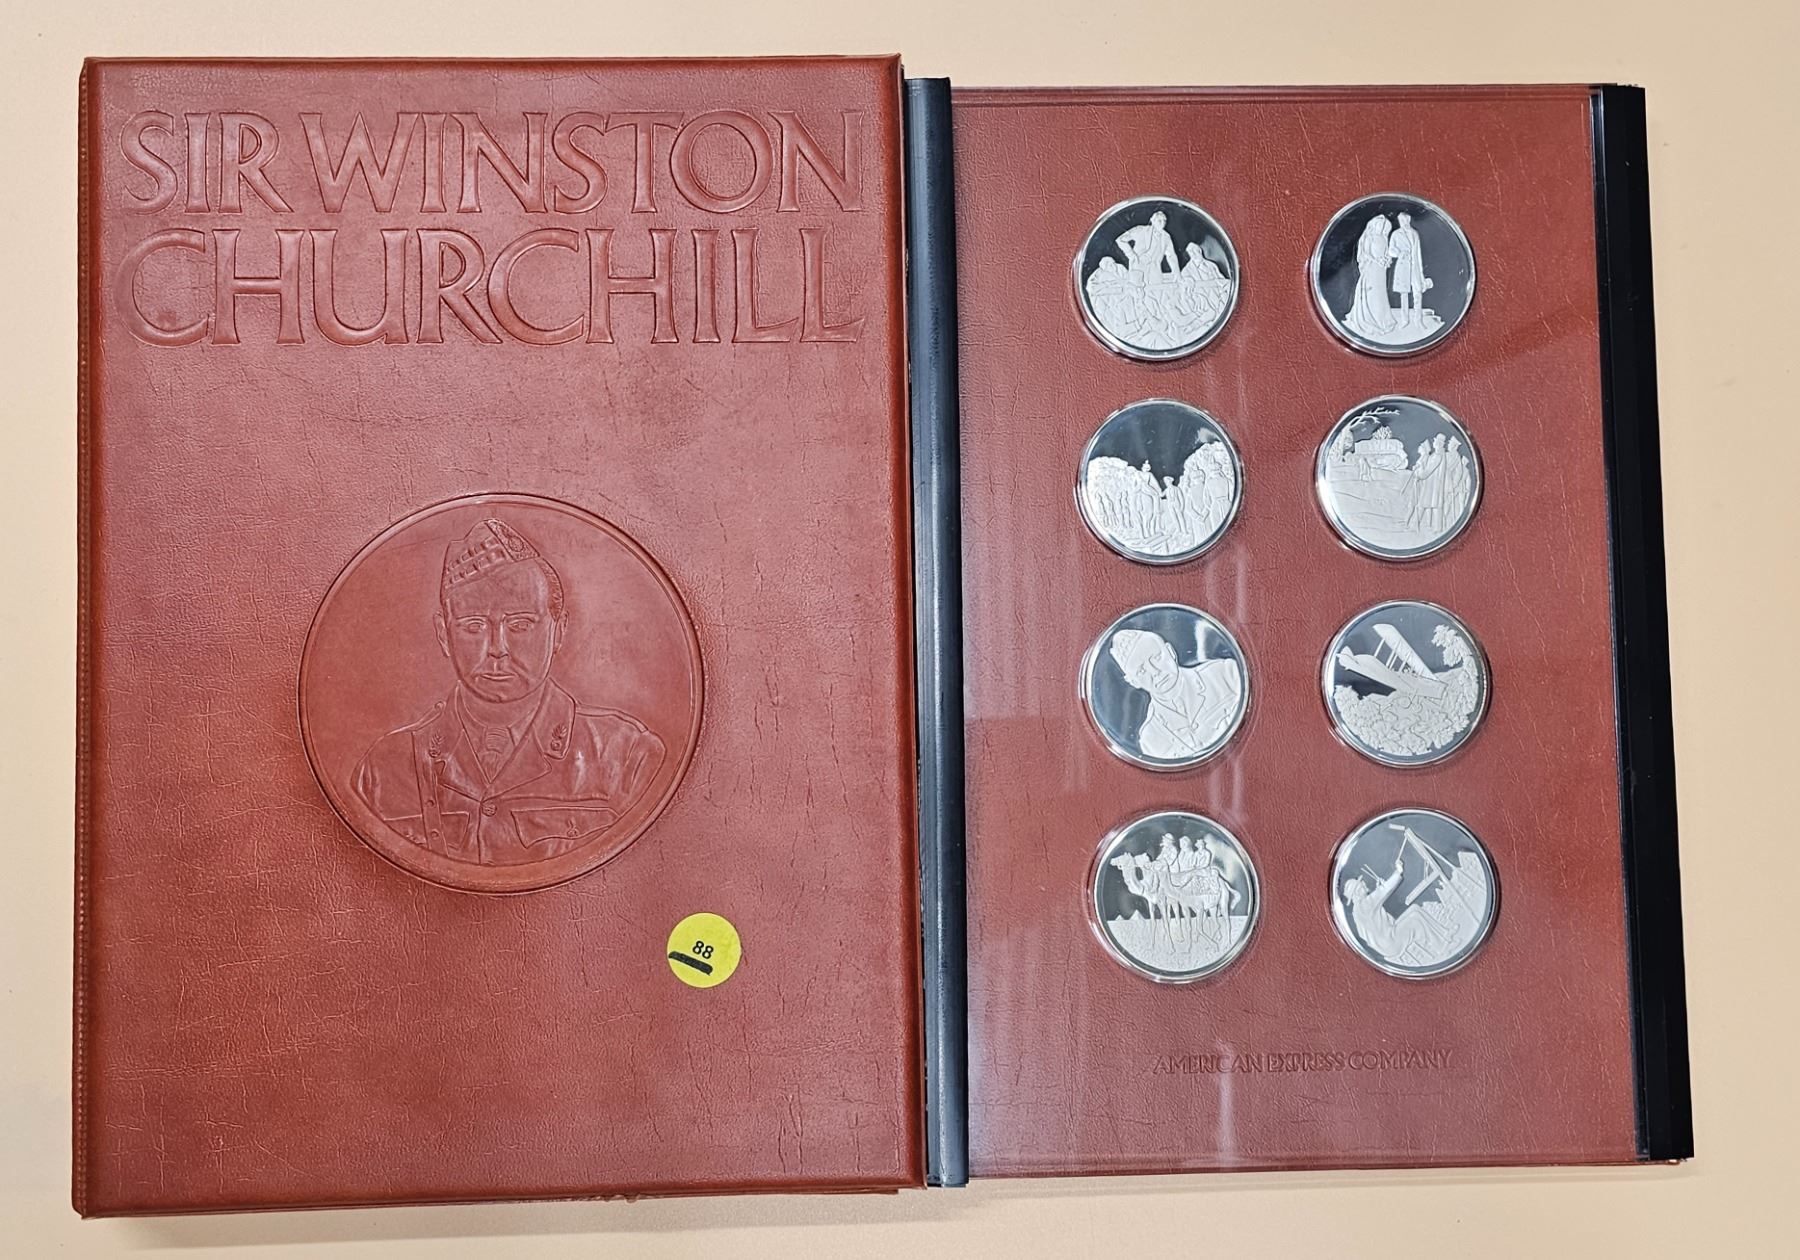 SIR WINSTON
CHURCHILL
88
AMERICAN EXPRESS COMPANY